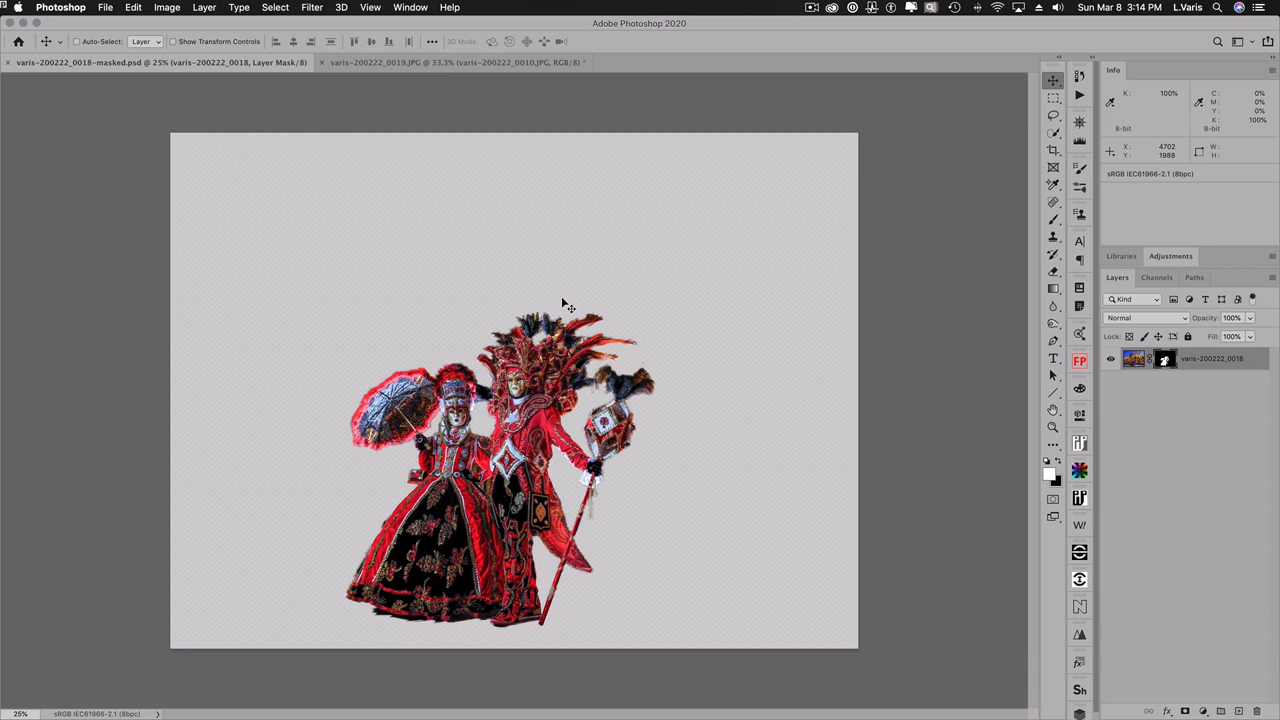 Photoshop File Edit Image Layer Type Select Filter 3D View Window Help Sun Mar 8 3:14 PM L.Varis
Adobe Photoshop 2020
Auto-Select: Layer Show Transform Controls 3D Mode:
varis-200222_0018-masked.psd @ 25% (varis-200222_0018, Layer Mask/8) varis-200222_0019.JPG @ 33.3% (varis-200222_0010.JPG, RGB/8) *
Info
K: 100% C: 0%
M: 0%
Y: 0%
K: 100%
8-bit 8-bit
X: 4702 W:
Y: 1988 H:
sRGB IEC61966-2.1 (8bpc)
Libraries Adjustments
Layers Channels Paths
Kind
Normal Opacity: 100%
Lock: Fill: 100%
varis-200222_0018
FP
W!
N
fx
Sh
25% sRGB IEC61966-2.1 (8bpc)
fx